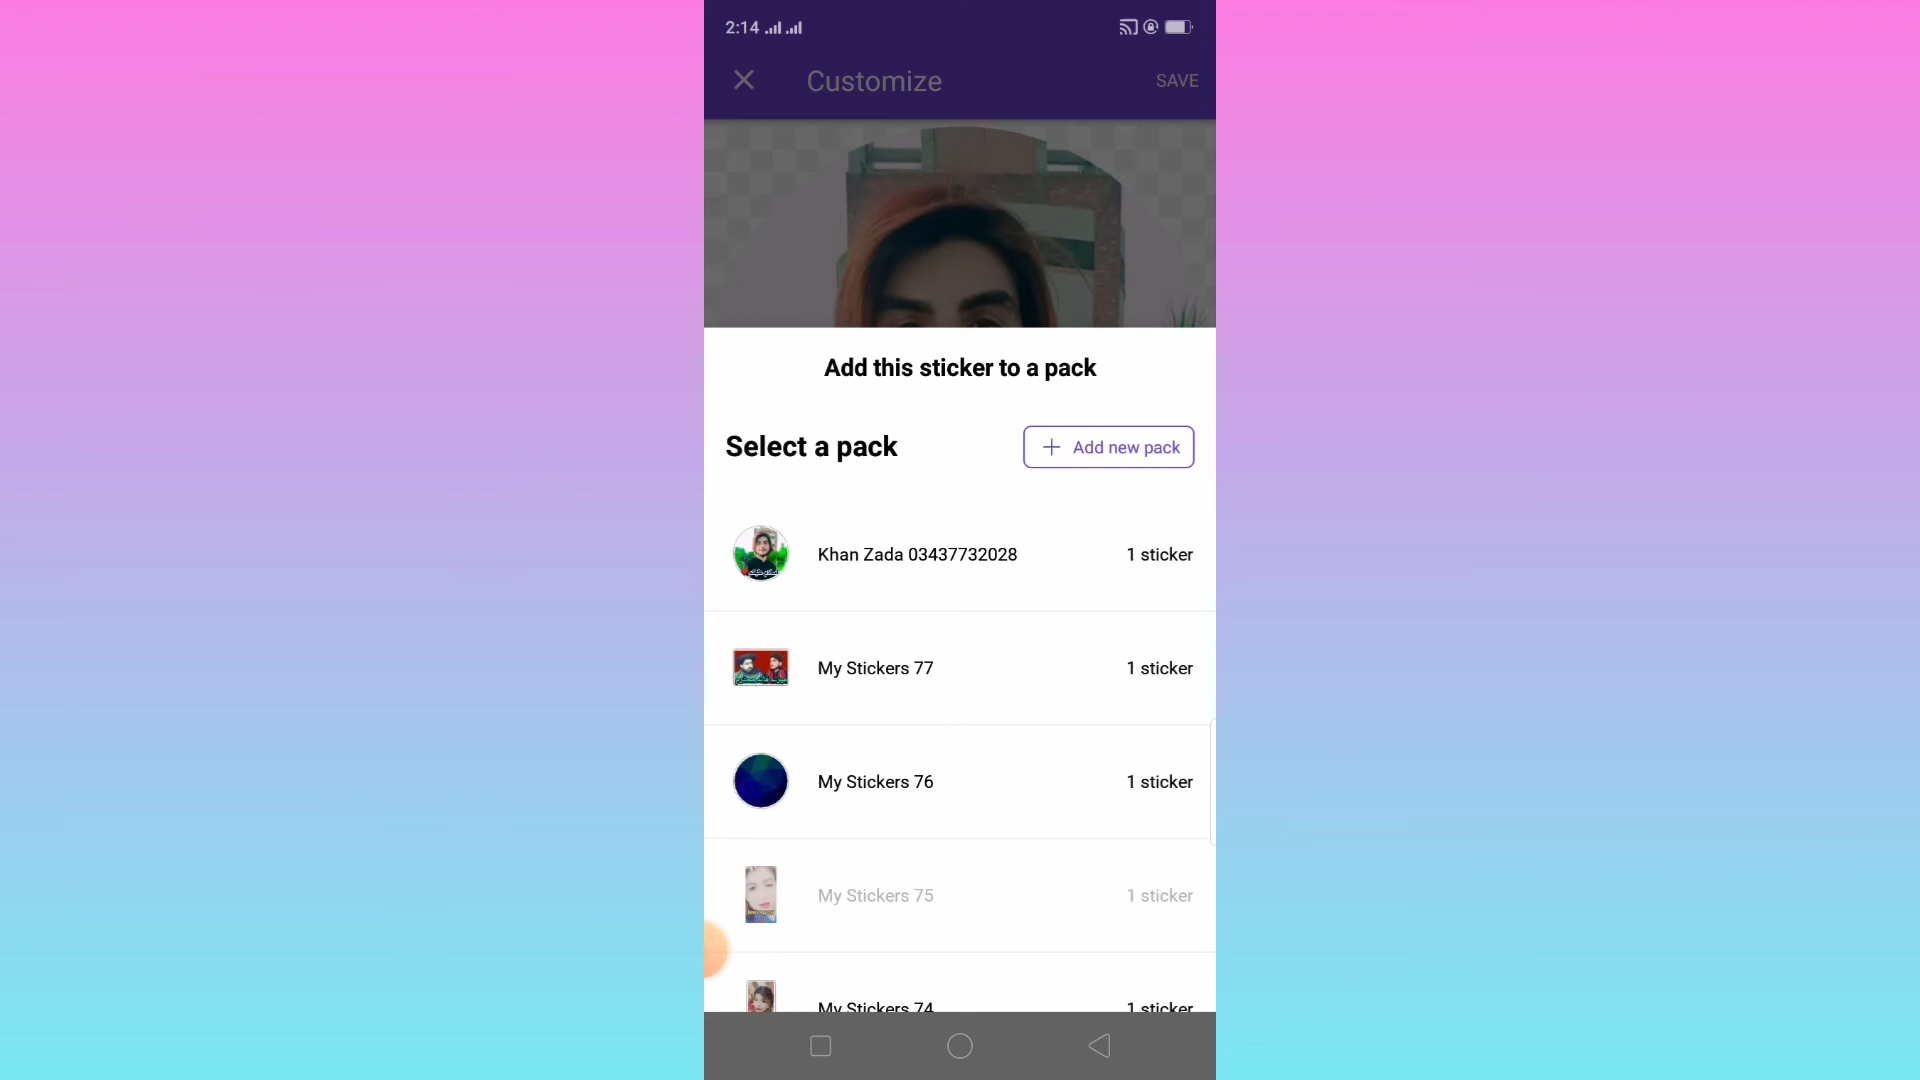 2:14
Customize
SAVE
Add this sticker to a pack
Select a pack
Add new pack
Khan Zada 03437732028
1 sticker
My Stickers 77
1 sticker
My Stickers 76
1 sticker
My Stickers 75
1 sticker
My Stickers 74
1 sticker